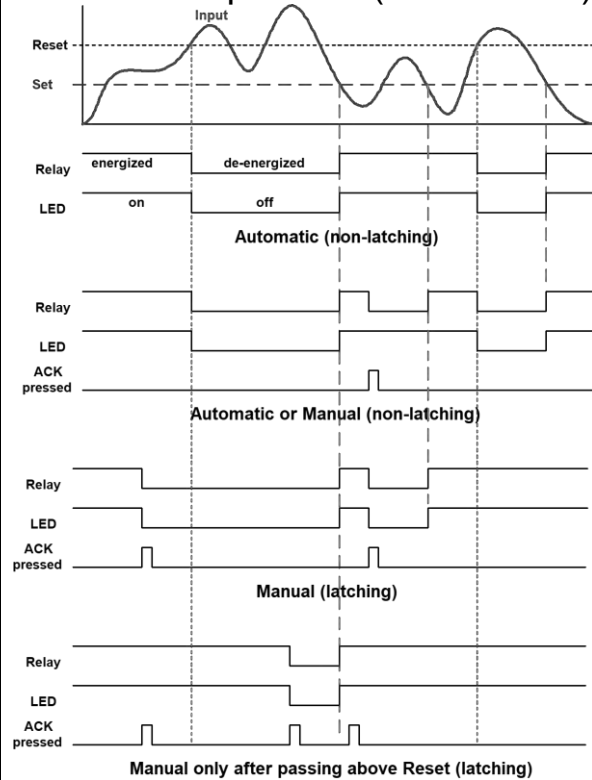 Input
Reset
Set
Relay energized de-energized
LED on off
Automatic (non-latching)
Relay
LED
ACK
pressed
Automatic or Manual (non-latching)
Relay
LED
ACK
pressed
Manual (latching)
Relay
LED
ACK
pressed
Manual only after passing above Reset (latching)